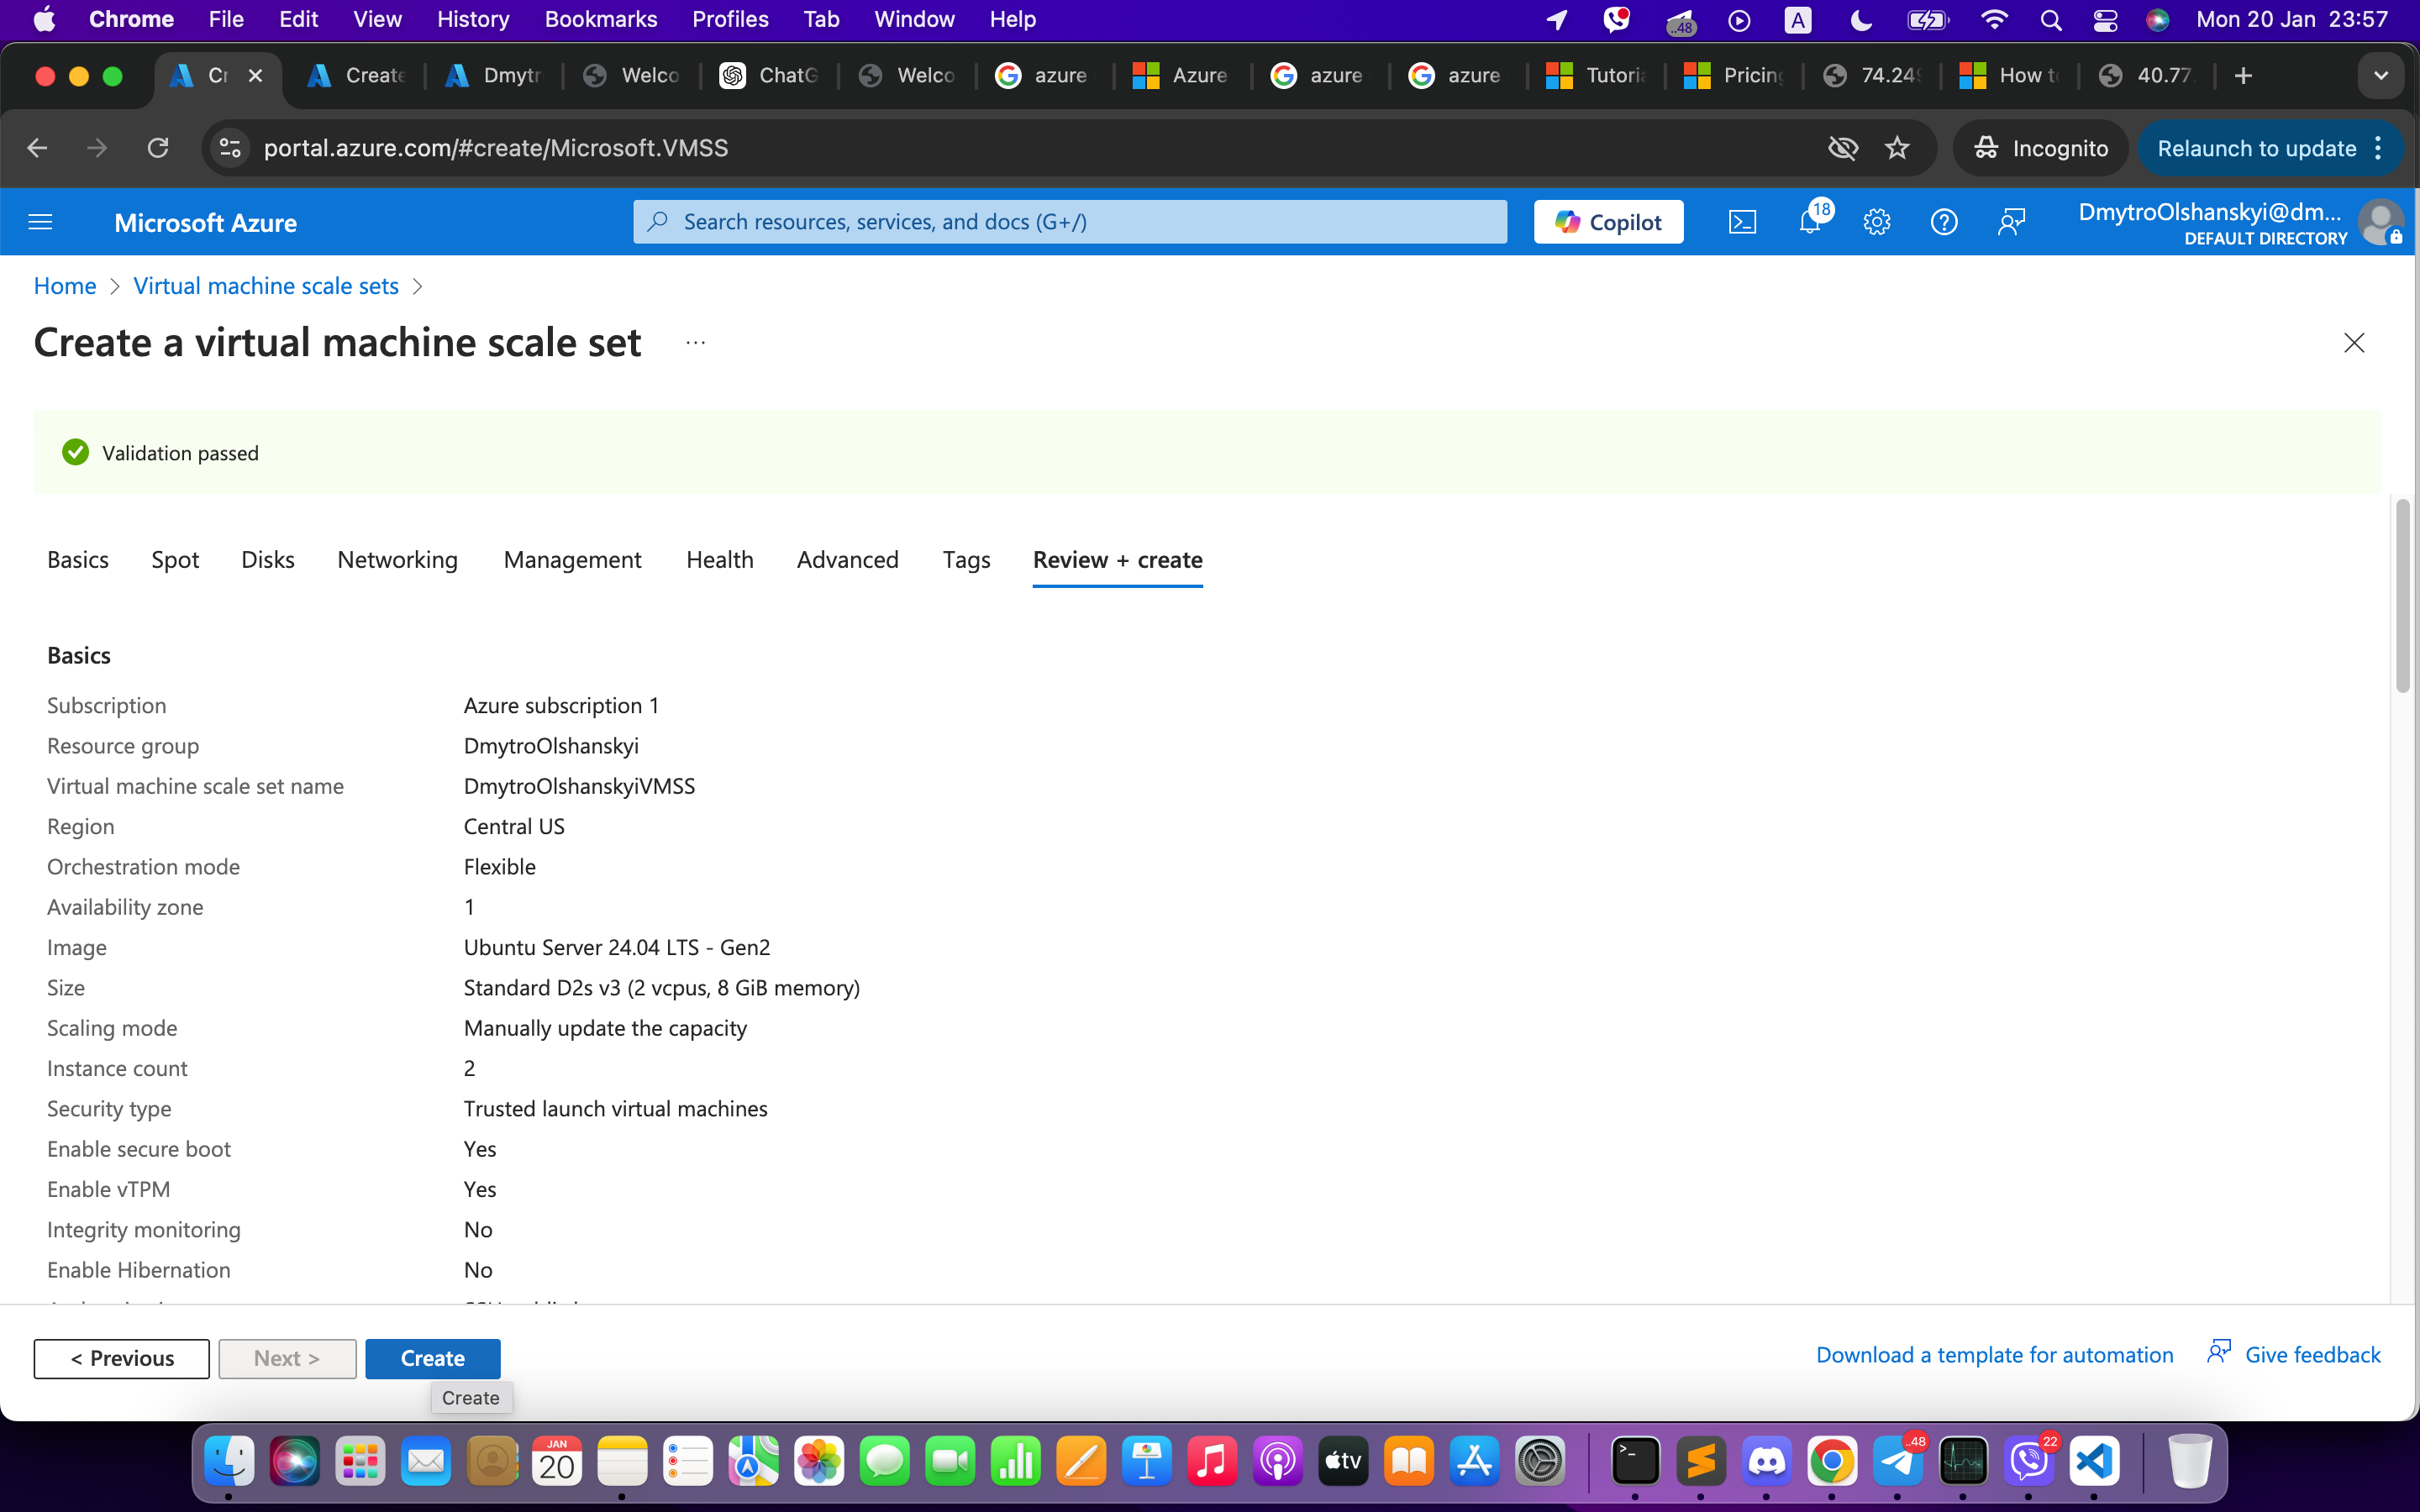 Chrome File Edit View History Bookmarks Profiles Tab Window Help ..48 A Mon 20 Jan 23:57
Cr Create Dmytr Welco ChatG Welco azure Azure azure azure Tutoria Pricing 74.249 How to 40.77.
portal.azure.com/#create/Microsoft.VMSS Incognito Relaunch to update
Microsoft Azure Search resources, services, and docs (G+/) Copilot 18 DmytroOlshanskyi@dm...
DEFAULT DIRECTORY
Home > Virtual machine scale sets >
Create a virtual machine scale set ...
Validation passed
Basics Spot Disks Networking Management Health Advanced Tags Review + create
Basics
Subscription Azure subscription 1
Resource group DmytroOlshanskyi
Virtual machine scale set name DmytroOlshanskyiVMSS
Region Central US
Orchestration mode Flexible
Availability zone 1
Image Ubuntu Server 24.04 LTS - Gen2
Size Standard D2s v3 (2 vcpus, 8 GiB memory)
Scaling mode Manually update the capacity
Instance count 2
Security type Trusted launch virtual machines
Enable secure boot Yes
Enable vTPM Yes
Integrity monitoring No
Enable Hibernation No
< Previous Next > Create Download a template for automation Give feedback
Create
JAN
20 tv ..48 22